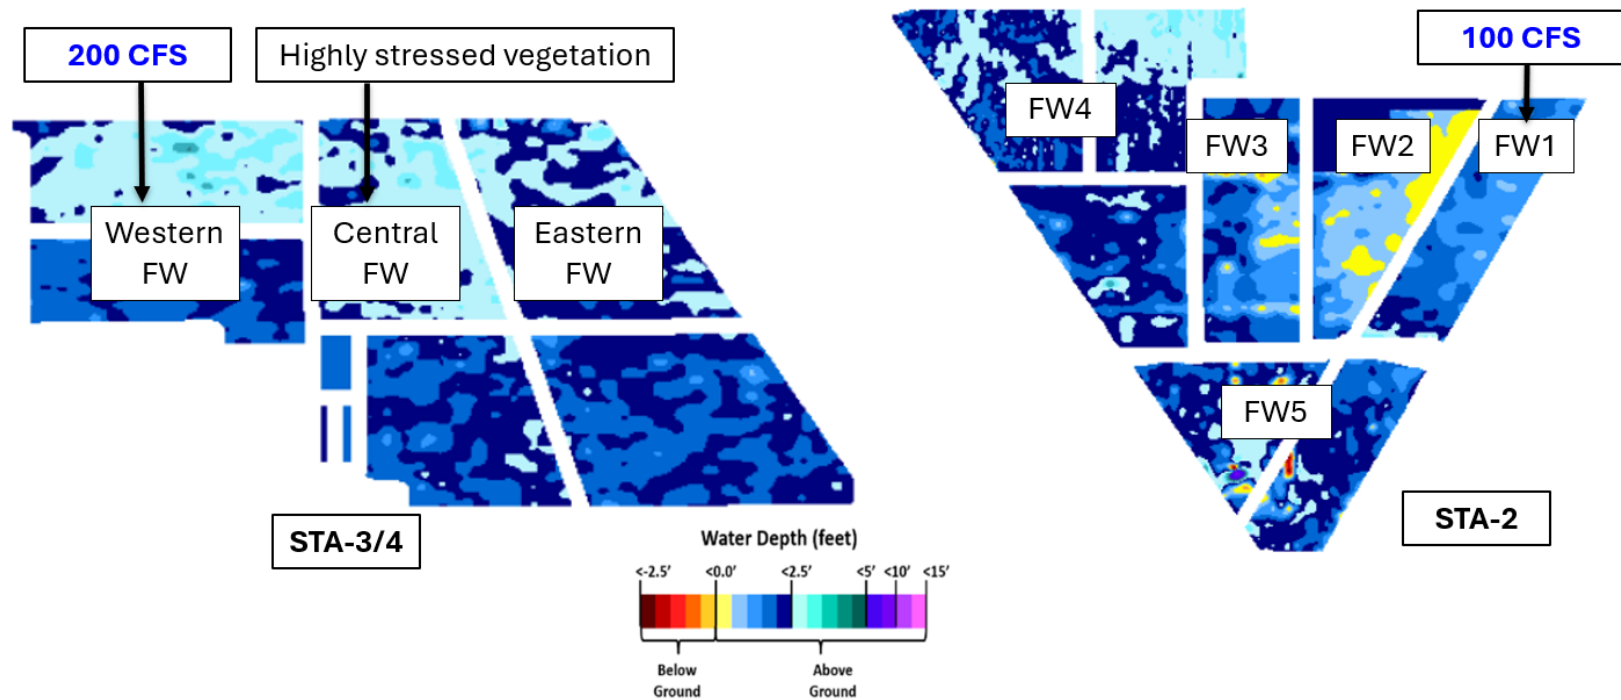 200 CFS
Highly stressed vegetation
100 CFS
Western
FW
Central
FW
Eastern
FW
FW4
FW3
FW2
FW1
FW5
STA-3/4
STA-2
Water Depth (feet)
<-2.5' <0.0' <2.5' <5' <10' <15'
Below
Ground
Above
Ground